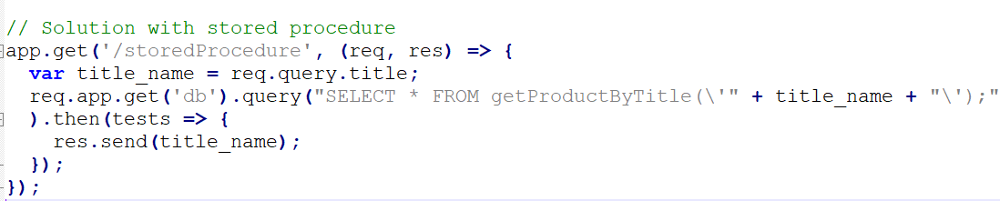 // Solution with stored procedure
app.get('/storedProcedure', (req, res) => {
  var title_name = req.query.title;
  req.app.get('db').query("SELECT * FROM getProductByTitle(\'" + title_name + "\');"
  ).then(tests => {
    res.send(title_name);
  });
});